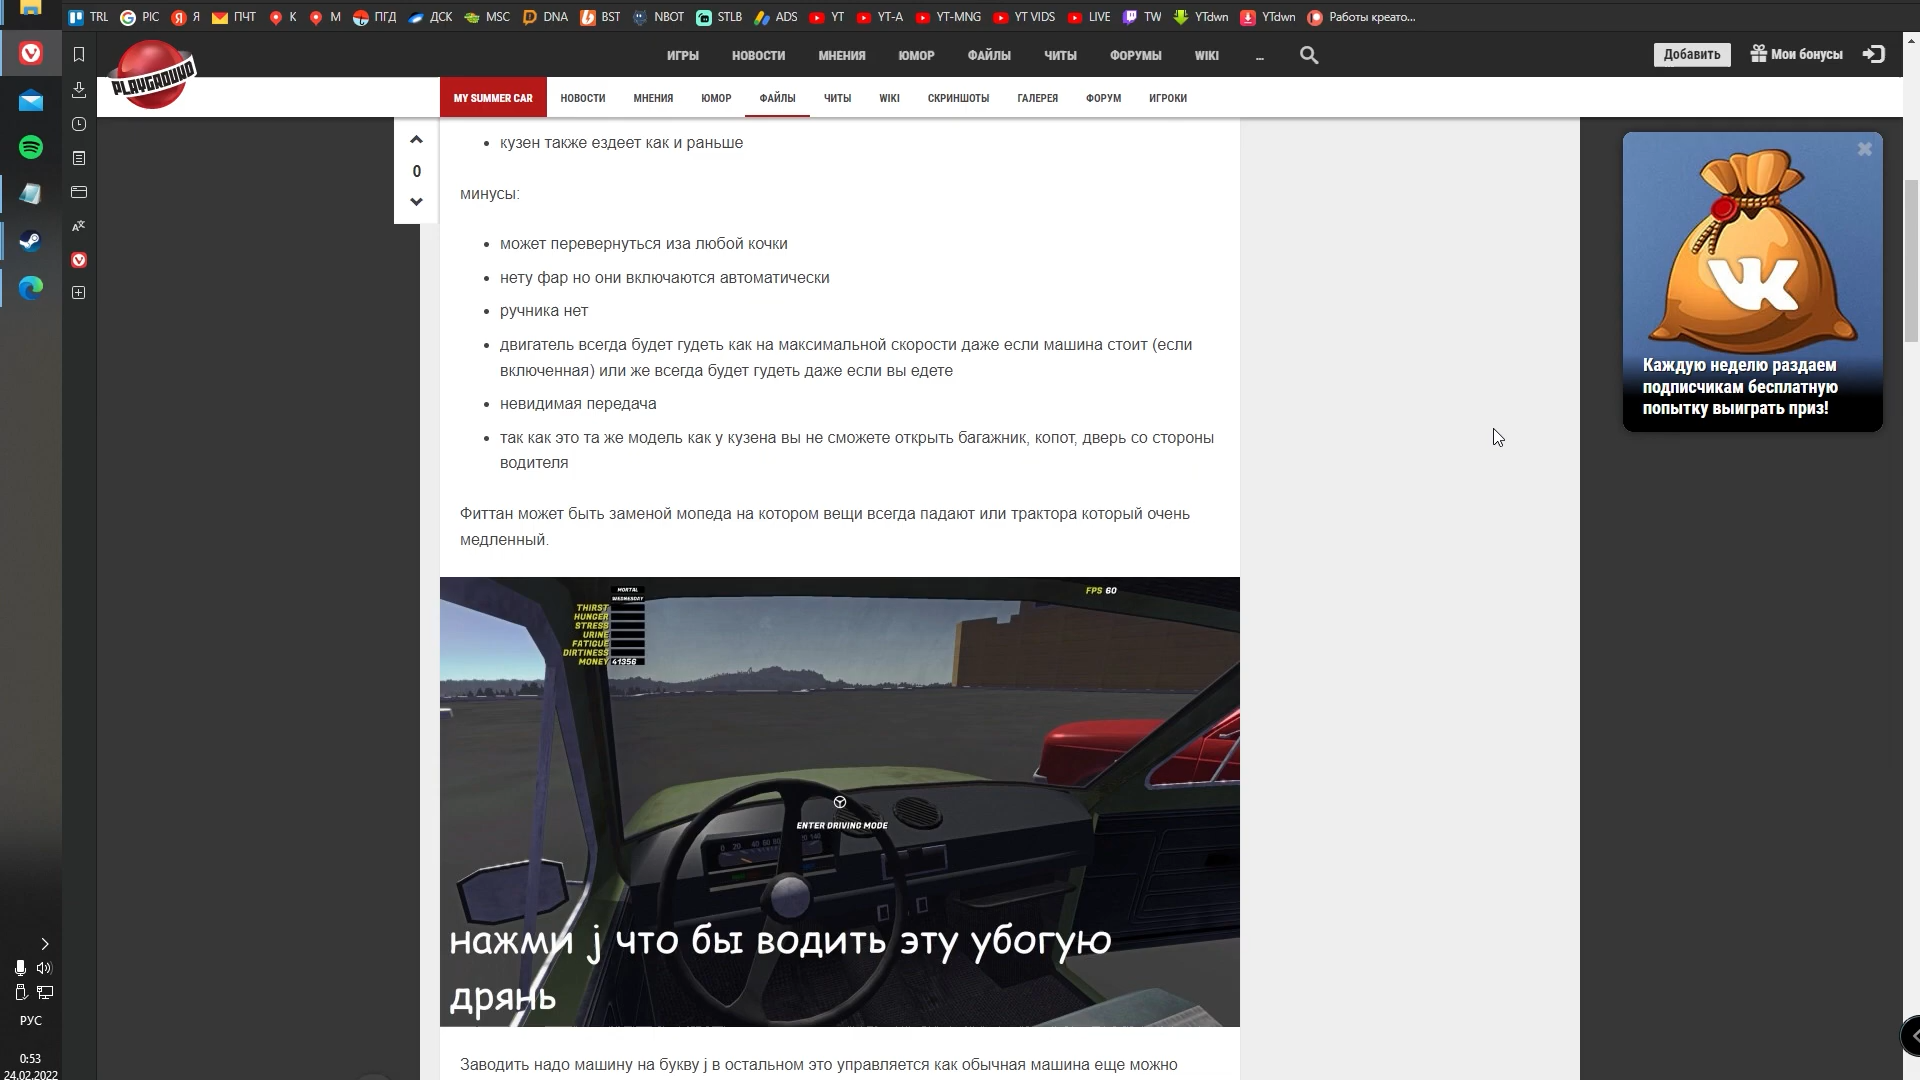 TRL PIC Я ПЧТ К М ПГД ДСК MSC DNA BST NBOT STLB ADS YT YT-A YT-MNG YT VIDS LIVE TW YTdwn YTdwn Работы креато...
PLAYGROUND ИГРЫ НОВОСТИ МНЕНИЯ ЮМОР ФАЙЛЫ ЧИТЫ ФОРУМЫ WIKI ... Добавить Мои бонусы
MY SUMMER CAR НОВОСТИ МНЕНИЯ ЮМОР ФАЙЛЫ ЧИТЫ WIKI СКРИНШОТЫ ГАЛЕРЕЯ ФОРУМ ИГРОКИ
• кузен также ездеет как и раньше
0
минусы:
• может перевернуться иза любой кочки
• нету фар но они включаются автоматически
• ручника нет
• двигатель всегда будет гудеть как на максимальной скорости даже если машина стоит (если
включенная) или же всегда будет гудеть даже если вы едете
• невидимая передача
• так как это та же модель как у кузена вы не сможете открыть багажник, копот, дверь со стороны
водителя
Фиттан может быть заменой мопеда на котором вещи всегда падают или трактора который очень
медленный.
MORTAL
WEDNESDAY
THIRST
HUNGER
STRESS
URINE
FATIGUE
DIRTINESS
MONEY 41356
FPS 60
ENTER DRIVING MODE
нажми j что бы водить эту убогую
дрянь
Заводить надо машину на букву j в остальном это управляется как обычная машина еще можно
Каждую неделю раздаем
подписчикам бесплатную
попытку выиграть приз!
РУС
0:53
24.02.2022